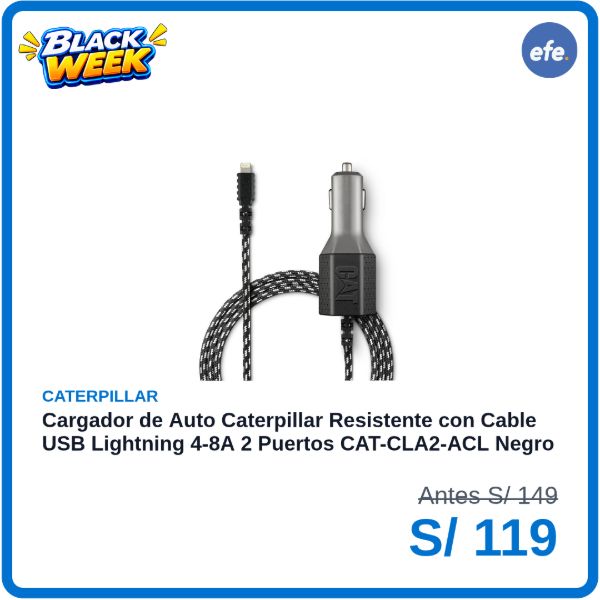 BLACK
WEEK
efe.
CAT
CATERPILLAR
Cargador de Auto Caterpillar Resistente con Cable
USB Lightning 4-8A 2 Puertos CAT-CLA2-ACL Negro
Antes S/ 149
S/ 119